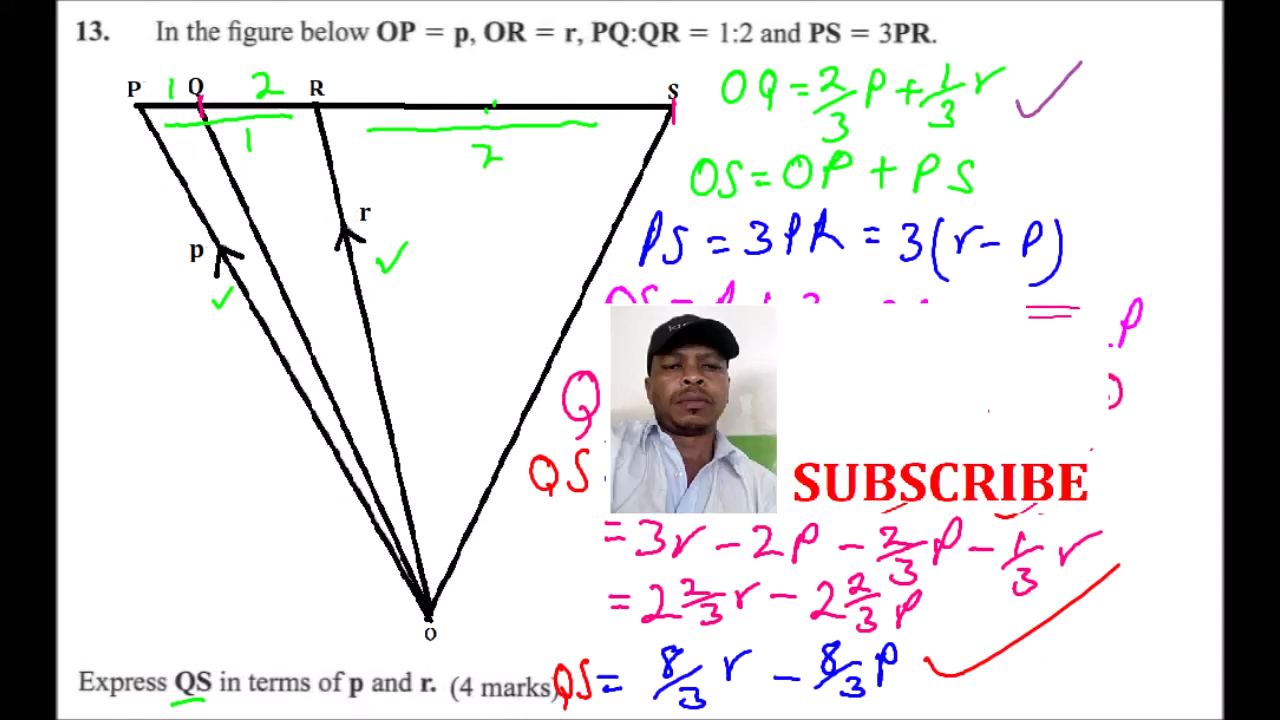 13. In the figure below OP = p, OR = r, PQ:QR = 1:2 and PS = 3PR.
P 1 Q 2 R S
1
2
p
r
O
OQ = 2/3 p + 1/3 r
OS = OP + PS
PS = 3PR = 3(r - p)
OS =
p
Q
QS
SUBSCRIBE
= 3r - 2p - 2/3 p - 1/3 r
= 2 2/3 r - 2 2/3 p
QS = 8/3 r - 8/3 p
Express QS in terms of p and r. (4 marks)